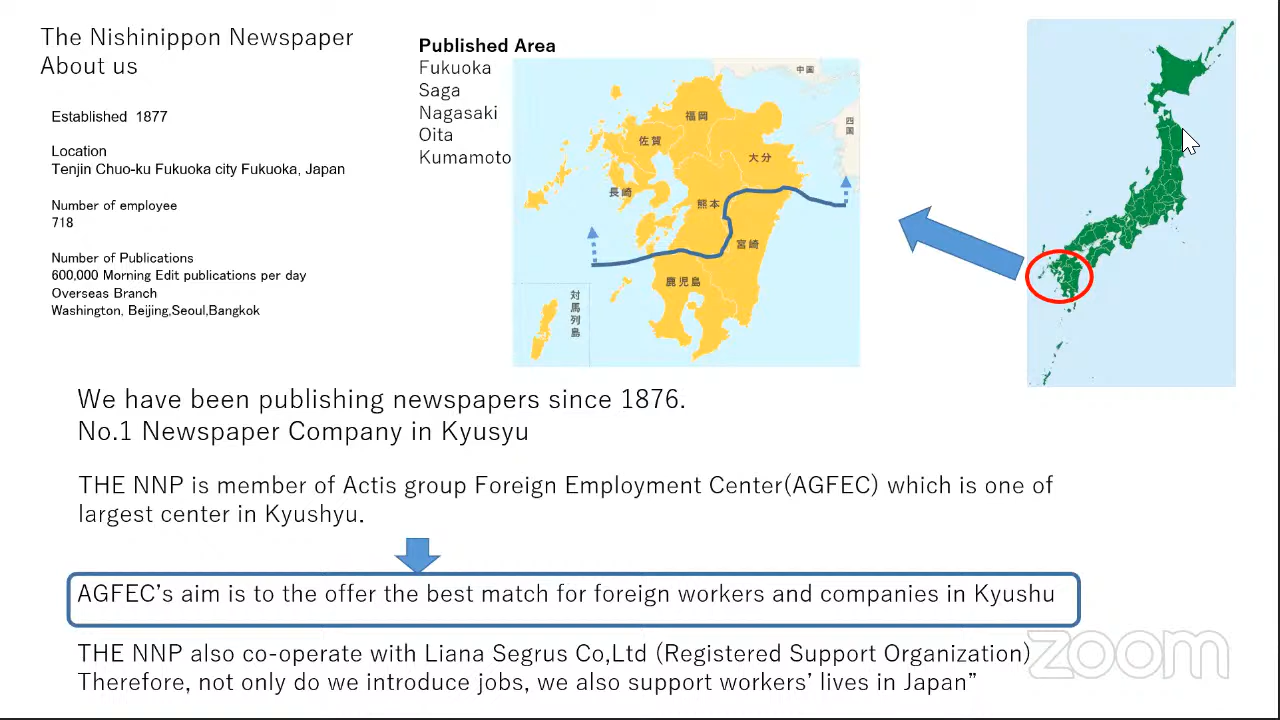 The Nishinippon Newspaper
About us
Established 1877
Location
Tenjin Chuo-ku Fukuoka city Fukuoka, Japan
Number of employee
718
Number of Publications
600,000 Morning Edit publications per day
Overseas Branch
Washington, Beijing,Seoul,Bangkok
Published Area
Fukuoka
Saga
Nagasaki
Oita
Kumamoto
中国
四国
福岡
佐賀
大分
長崎
熊本
宮崎
鹿児島
対馬列島
We have been publishing newspapers since 1876.
No.1 Newspaper Company in Kyusyu
THE NNP is member of Actis group Foreign Employment Center(AGFEC) which is one of
largest center in Kyushyu.
AGFEC’s aim is to the offer the best match for foreign workers and companies in Kyushu
THE NNP also co-operate with Liana Segrus Co,Ltd (Registered Support Organization)
Therefore, not only do we introduce jobs, we also support workers’ lives in Japan”
zoom